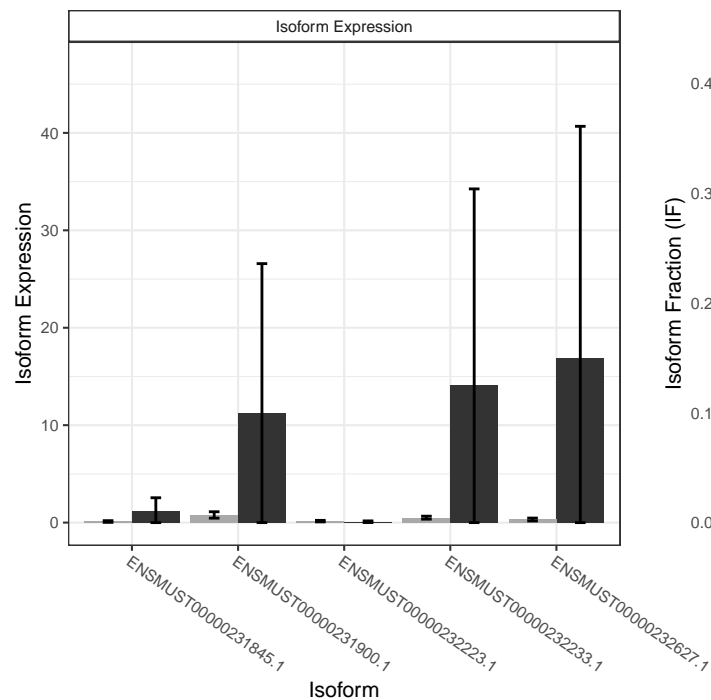 Isoform Expression
Isoform Expression
40
30
20
10
0
ENSMUST00000231845.1
ENSMUST00000231900.1
ENSMUST00000232223.1
ENSMUST00000232233.1
ENSMUST00000232627.1
Isoform
Isoform Fraction (IF)
0.4
0.3
0.2
0.1
0.0